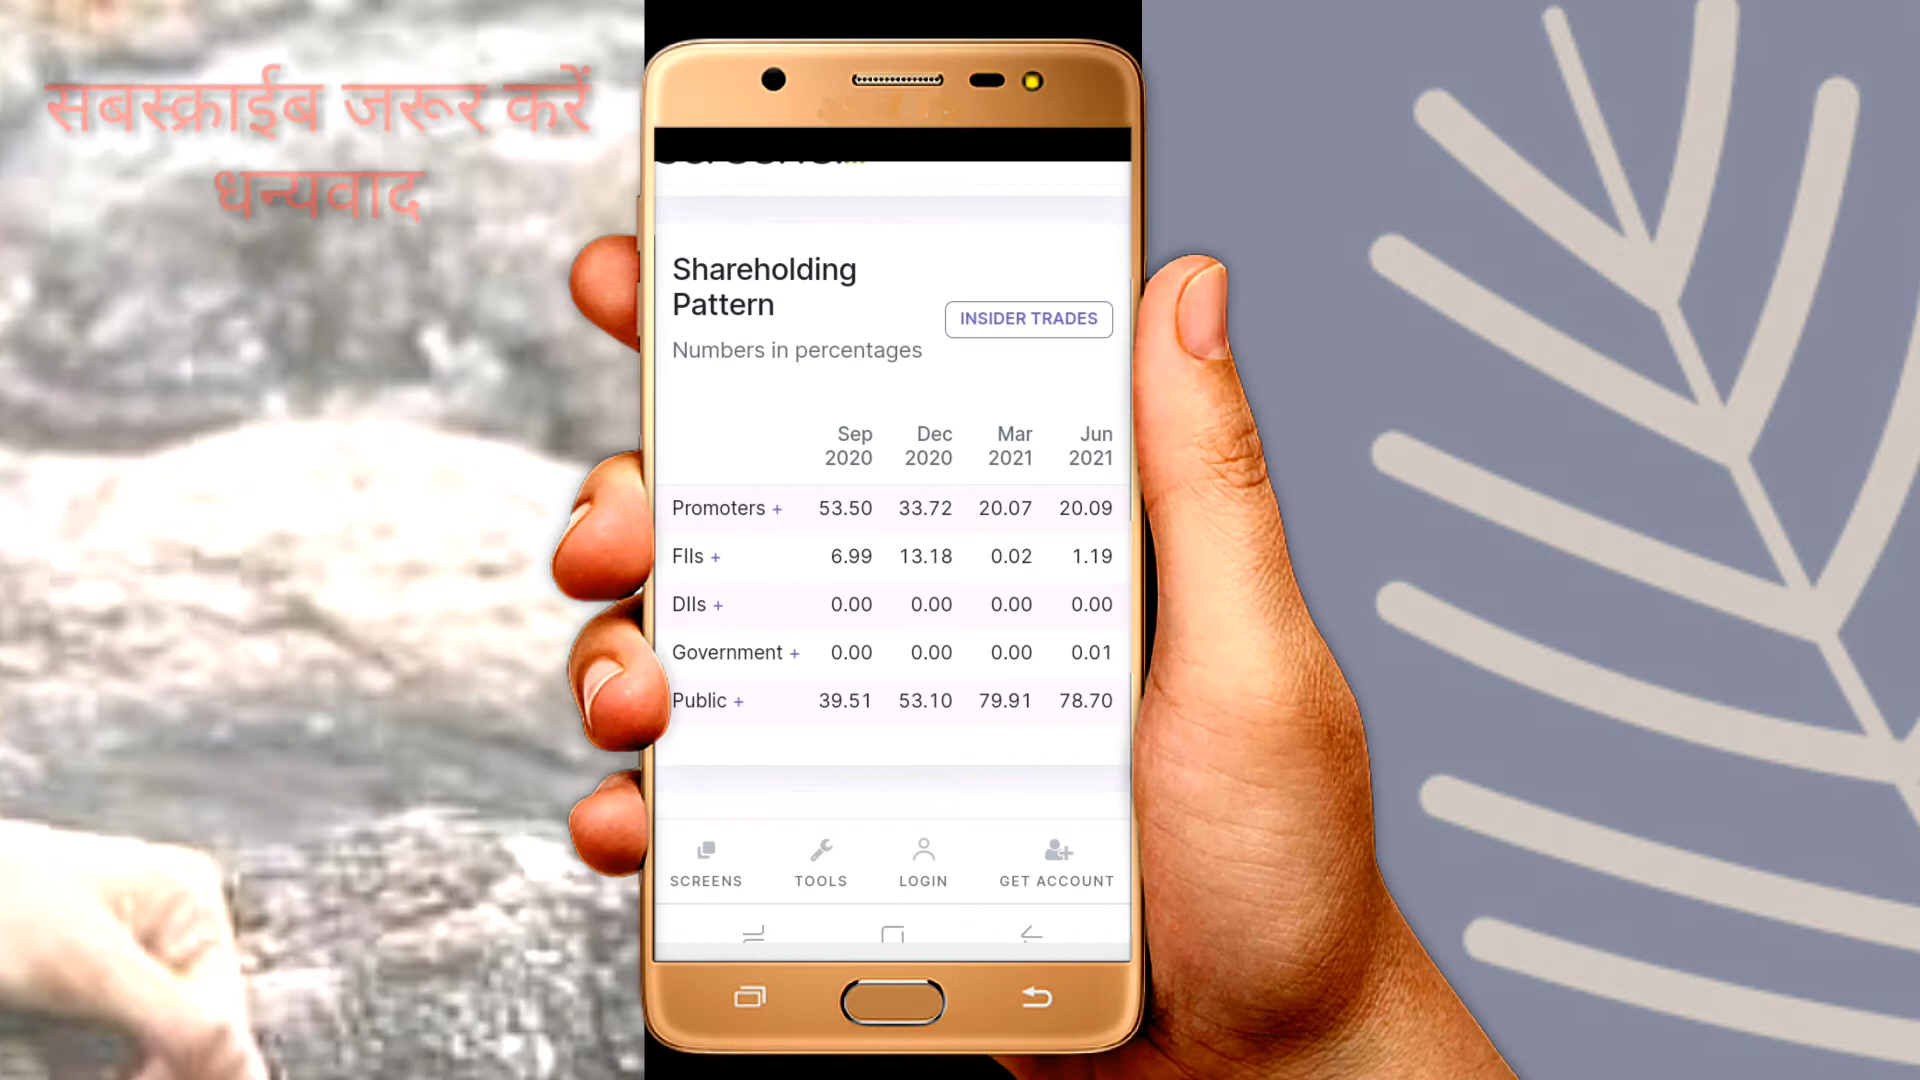 सबस्क्राईब जरूर करें
धन्यवाद
Shareholding
Pattern
INSIDER TRADES
Numbers in percentages
Sep Dec Mar Jun
2020 2020 2021 2021
Promoters + 53.50 33.72 20.07 20.09
FIIs + 6.99 13.18 0.02 1.19
DIIs + 0.00 0.00 0.00 0.00
Government + 0.00 0.00 0.00 0.01
Public + 39.51 53.10 79.91 78.70
SCREENS TOOLS LOGIN GET ACCOUNT